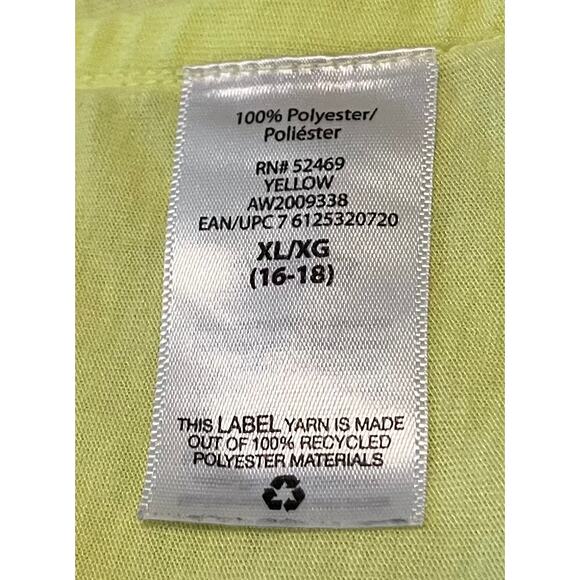 100% Polyester/
Poliéster
RN# 52469
YELLOW
AW2009338
EAN/UPC 7 6125320720
XL/XG
(16-18)
THIS LABEL YARN IS MADE
OUT OF 100% RECYCLED
POLYESTER MATERIALS